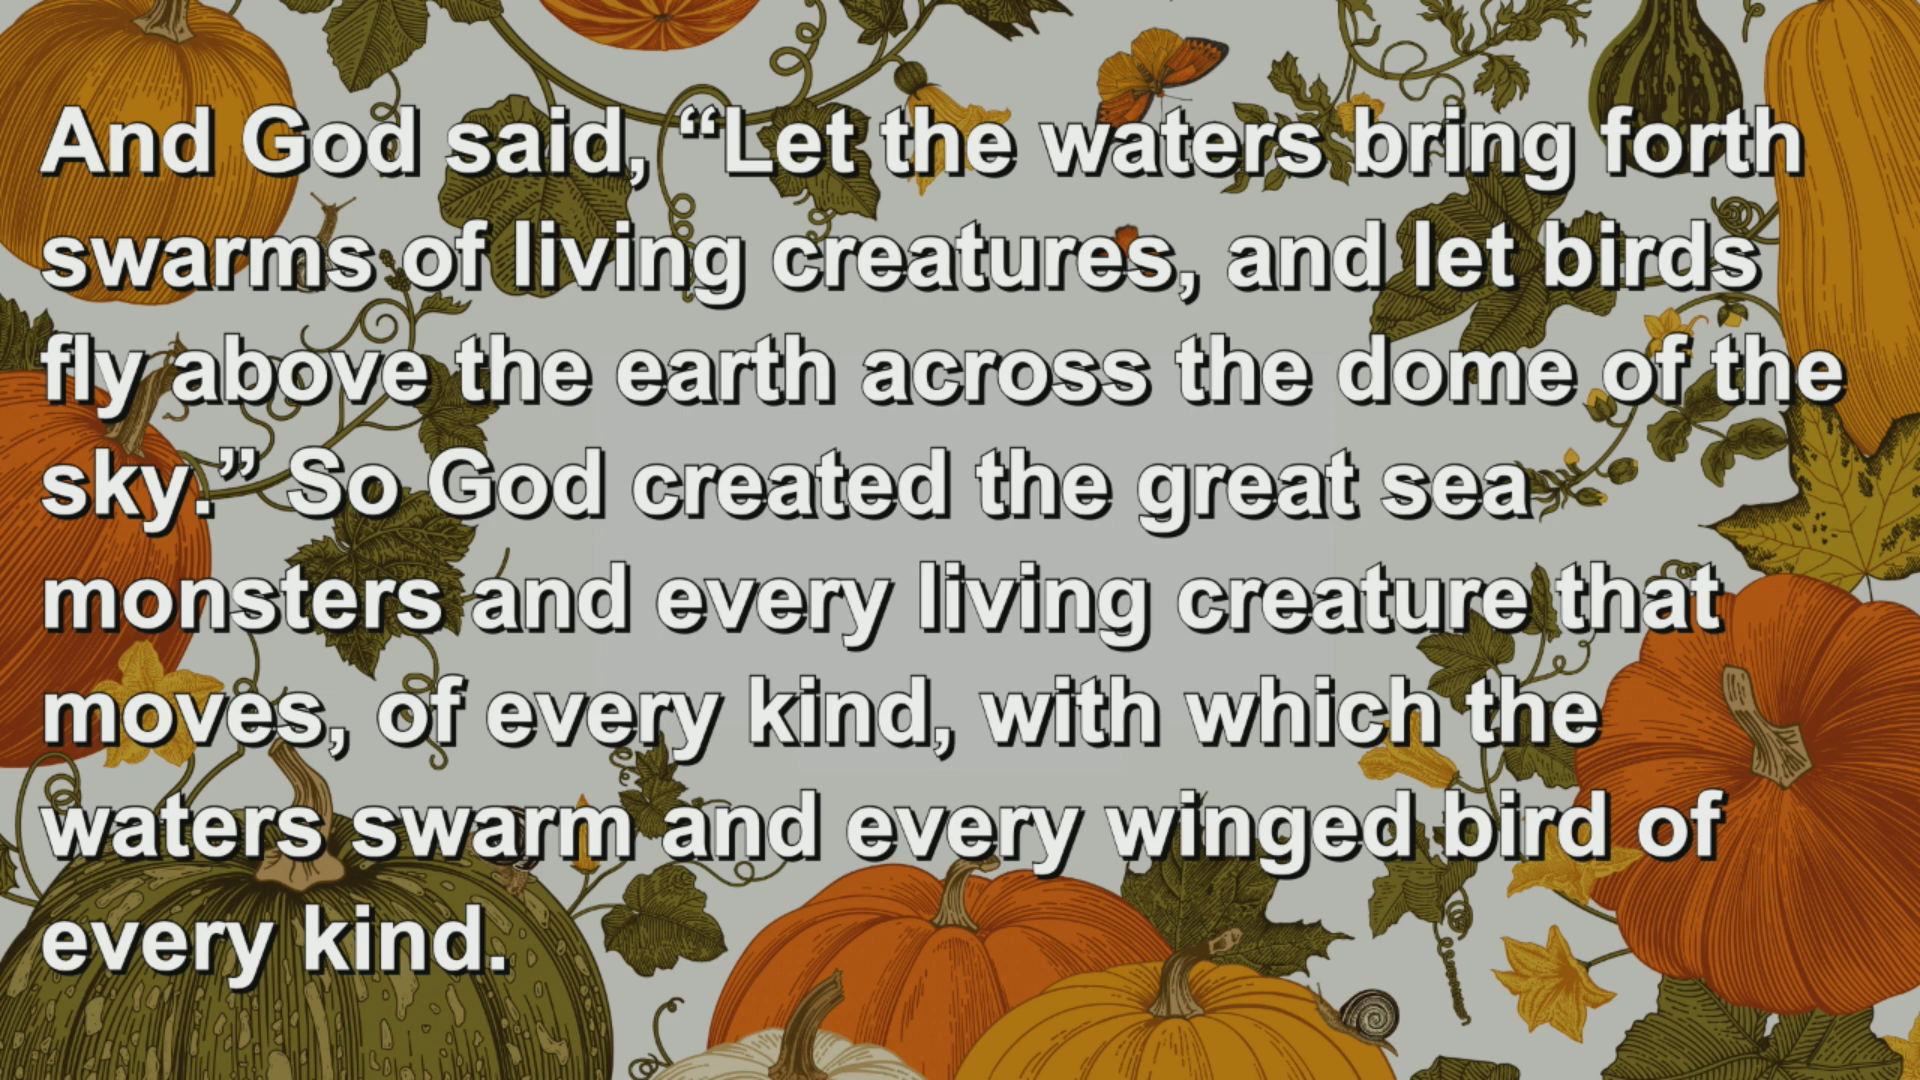 And God said, “Let the waters bring forth
swarms of living creatures, and let birds
fly above the earth across the dome of the
sky.” So God created the great sea
monsters and every living creature that
moves, of every kind, with which the
waters swarm and every winged bird of
every kind.